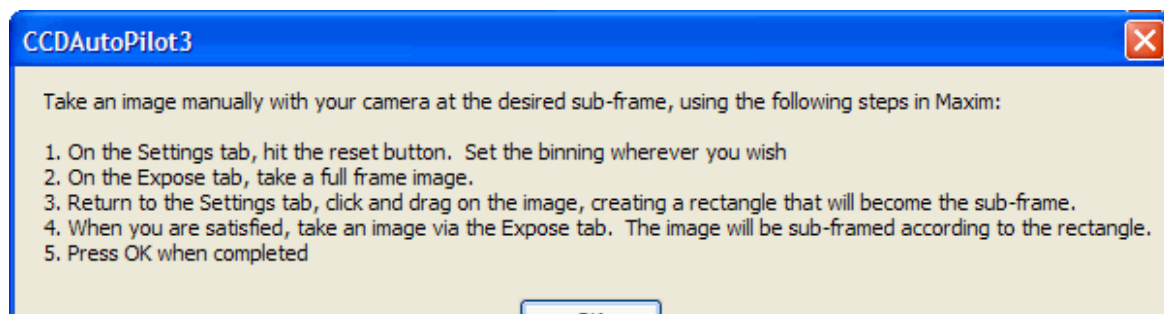 CCDAutoPilot3
Take an image manually with your camera at the desired sub-frame, using the following steps in Maxim:
1. On the Settings tab, hit the reset button.  Set the binning wherever you wish
2. On the Expose tab, take a full frame image.
3. Return to the Settings tab, click and drag on the image, creating a rectangle that will become the sub-frame.
4. When you are satisfied, take an image via the Expose tab.  The image will be sub-framed according to the rectangle.
5. Press OK when completed